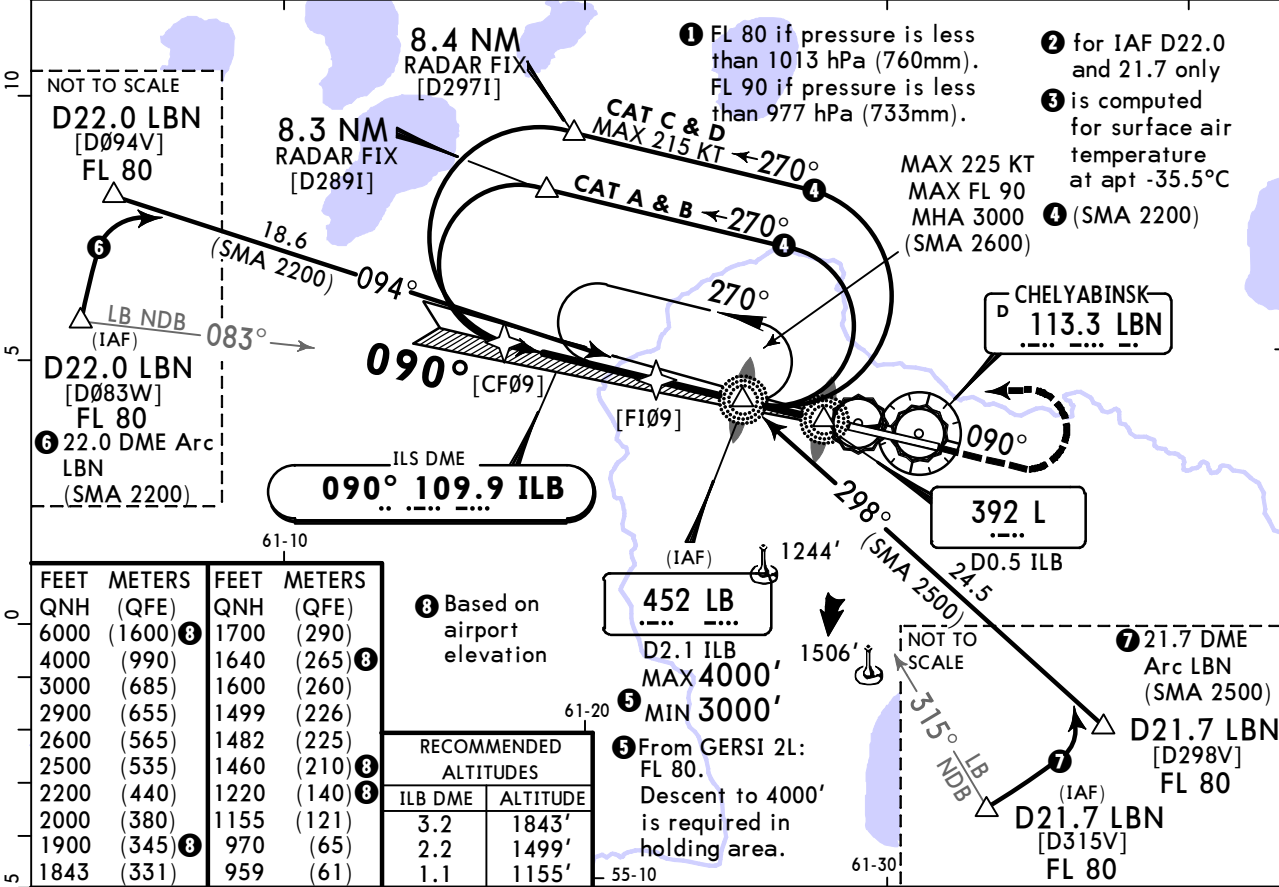 10
5
0
5
NOT TO SCALE
D22.0 LBN
[DØ94V]
FL 80
❻
18.6
(SMA 2200)
094°
LB NDB 083°
(IAF)
D22.0 LBN
[DØ83W]
FL 80
❻ 22.0 DME Arc
LBN
(SMA 2200)
8.4 NM
RADAR FIX
[D297I]
8.3 NM
RADAR FIX
[D289I]
CAT C & D
MAX 215 KT
270°
❹
CAT A & B
270°
❹
270°
❶ FL 80 if pressure is less
than 1013 hPa (760mm).
FL 90 if pressure is less
than 977 hPa (733mm).
❷ for IAF D22.0
and 21.7 only
❸ is computed
for surface air
temperature
at apt -35.5°C
❹ (SMA 2200)
MAX 225 KT
MAX FL 90
MHA 3000
(SMA 2600)
CHELYABINSK
D
113.3 LBN
090°
[CFØ9]
[FIØ9]
090°
ILS DME
090° 109.9 ILB
392 L
D0.5 ILB
(IAF)
452 LB
D2.1 ILB
MAX 4000'
❺ MIN 3000'
❺ From GERSI 2L:
FL 80.
Descent to 4000'
is required in
holding area.
1244'
1506'
298°
(SMA 2500)
24.5
NOT TO
SCALE
❼ 21.7 DME
Arc LBN
(SMA 2500)
315° LB
NDB
❼
D21.7 LBN
[D298V]
FL 80
(IAF)
D21.7 LBN
[D315V]
FL 80
61-10
61-20
61-30
55-10
❽ Based on
airport
elevation
FEET METERS FEET METERS
QNH (QFE) QNH (QFE)
6000 (1600) ❽ 1700 (290)
4000 (990) 1640 (265) ❽
3000 (685) 1600 (260)
2900 (655) 1499 (226)
2600 (565) 1482 (225)
2500 (535) 1460 (210) ❽
2200 (440) 1220 (140) ❽
2000 (380) 1155 (121)
1900 (345) ❽ 970 (65)
1843 (331) 959 (61)
RECOMMENDED
ALTITUDES
ILB DME ALTITUDE
3.2 1843'
2.2 1499'
1.1 1155'